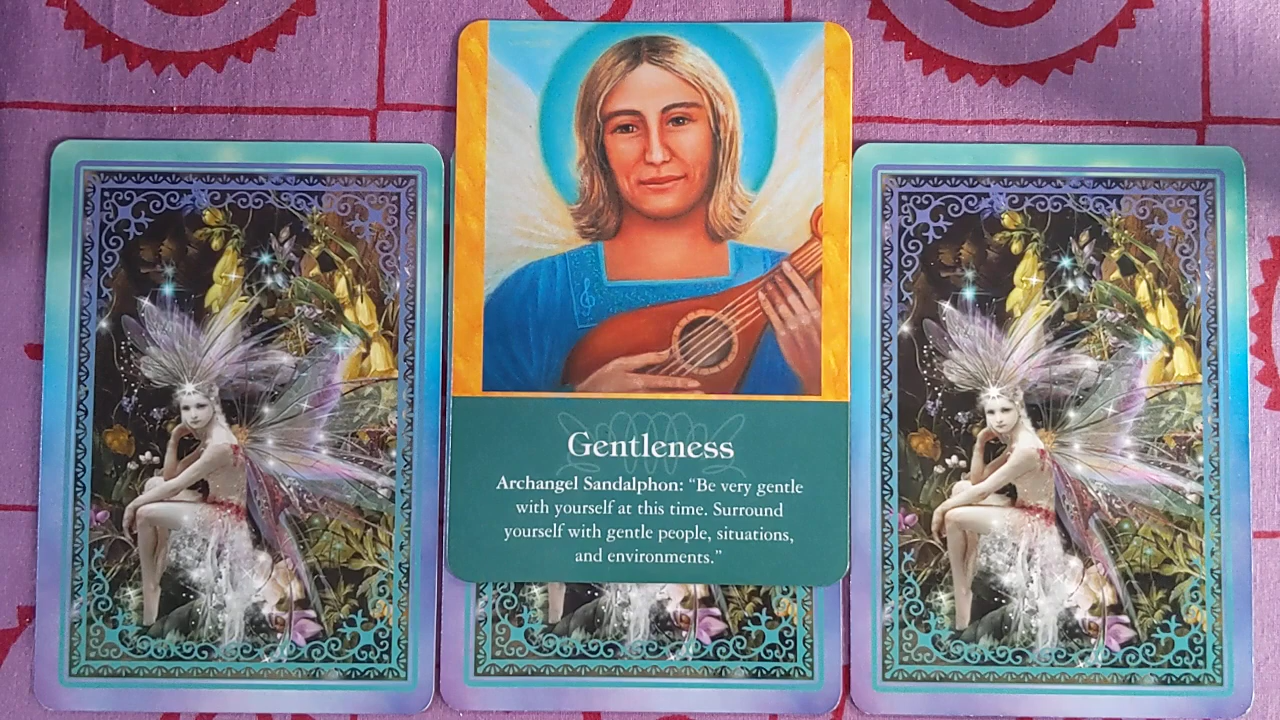 Gentleness
Archangel Sandalphon: “Be very gentle
with yourself at this time. Surround
yourself with gentle people, situations,
and environments.”